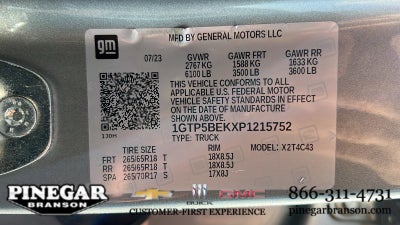 gm
MFD BY GENERAL MOTORS LLC
07/23 GVWR GAWR FRT GAWR RR
2767 KG 1588 KG 1633 KG
6100 LB 3500 LB 3600 LB
THIS VEHICLE CONFORMS TO ALL
APPLICABLE U.S. FEDERAL MOTOR
VEHICLE SAFETY STANDARDS IN EFFECT
ON THE DATE OF MANUFACTURE
SHOWN ABOVE.
1GTP5BEKXP1215752
TYPE: TRUCK
TIRE SIZE RIM MODEL: X2T4C43
FRT 265/65R18 T 18X8.5J
RR 265/65R18 T 18X8.5J
SPA 265/70R17 S 17X8J
PINEGAR
BRANSON
BUICK
CUSTOMER-FIRST EXPERIENCE
866-311-4731
pinegarbranson.com